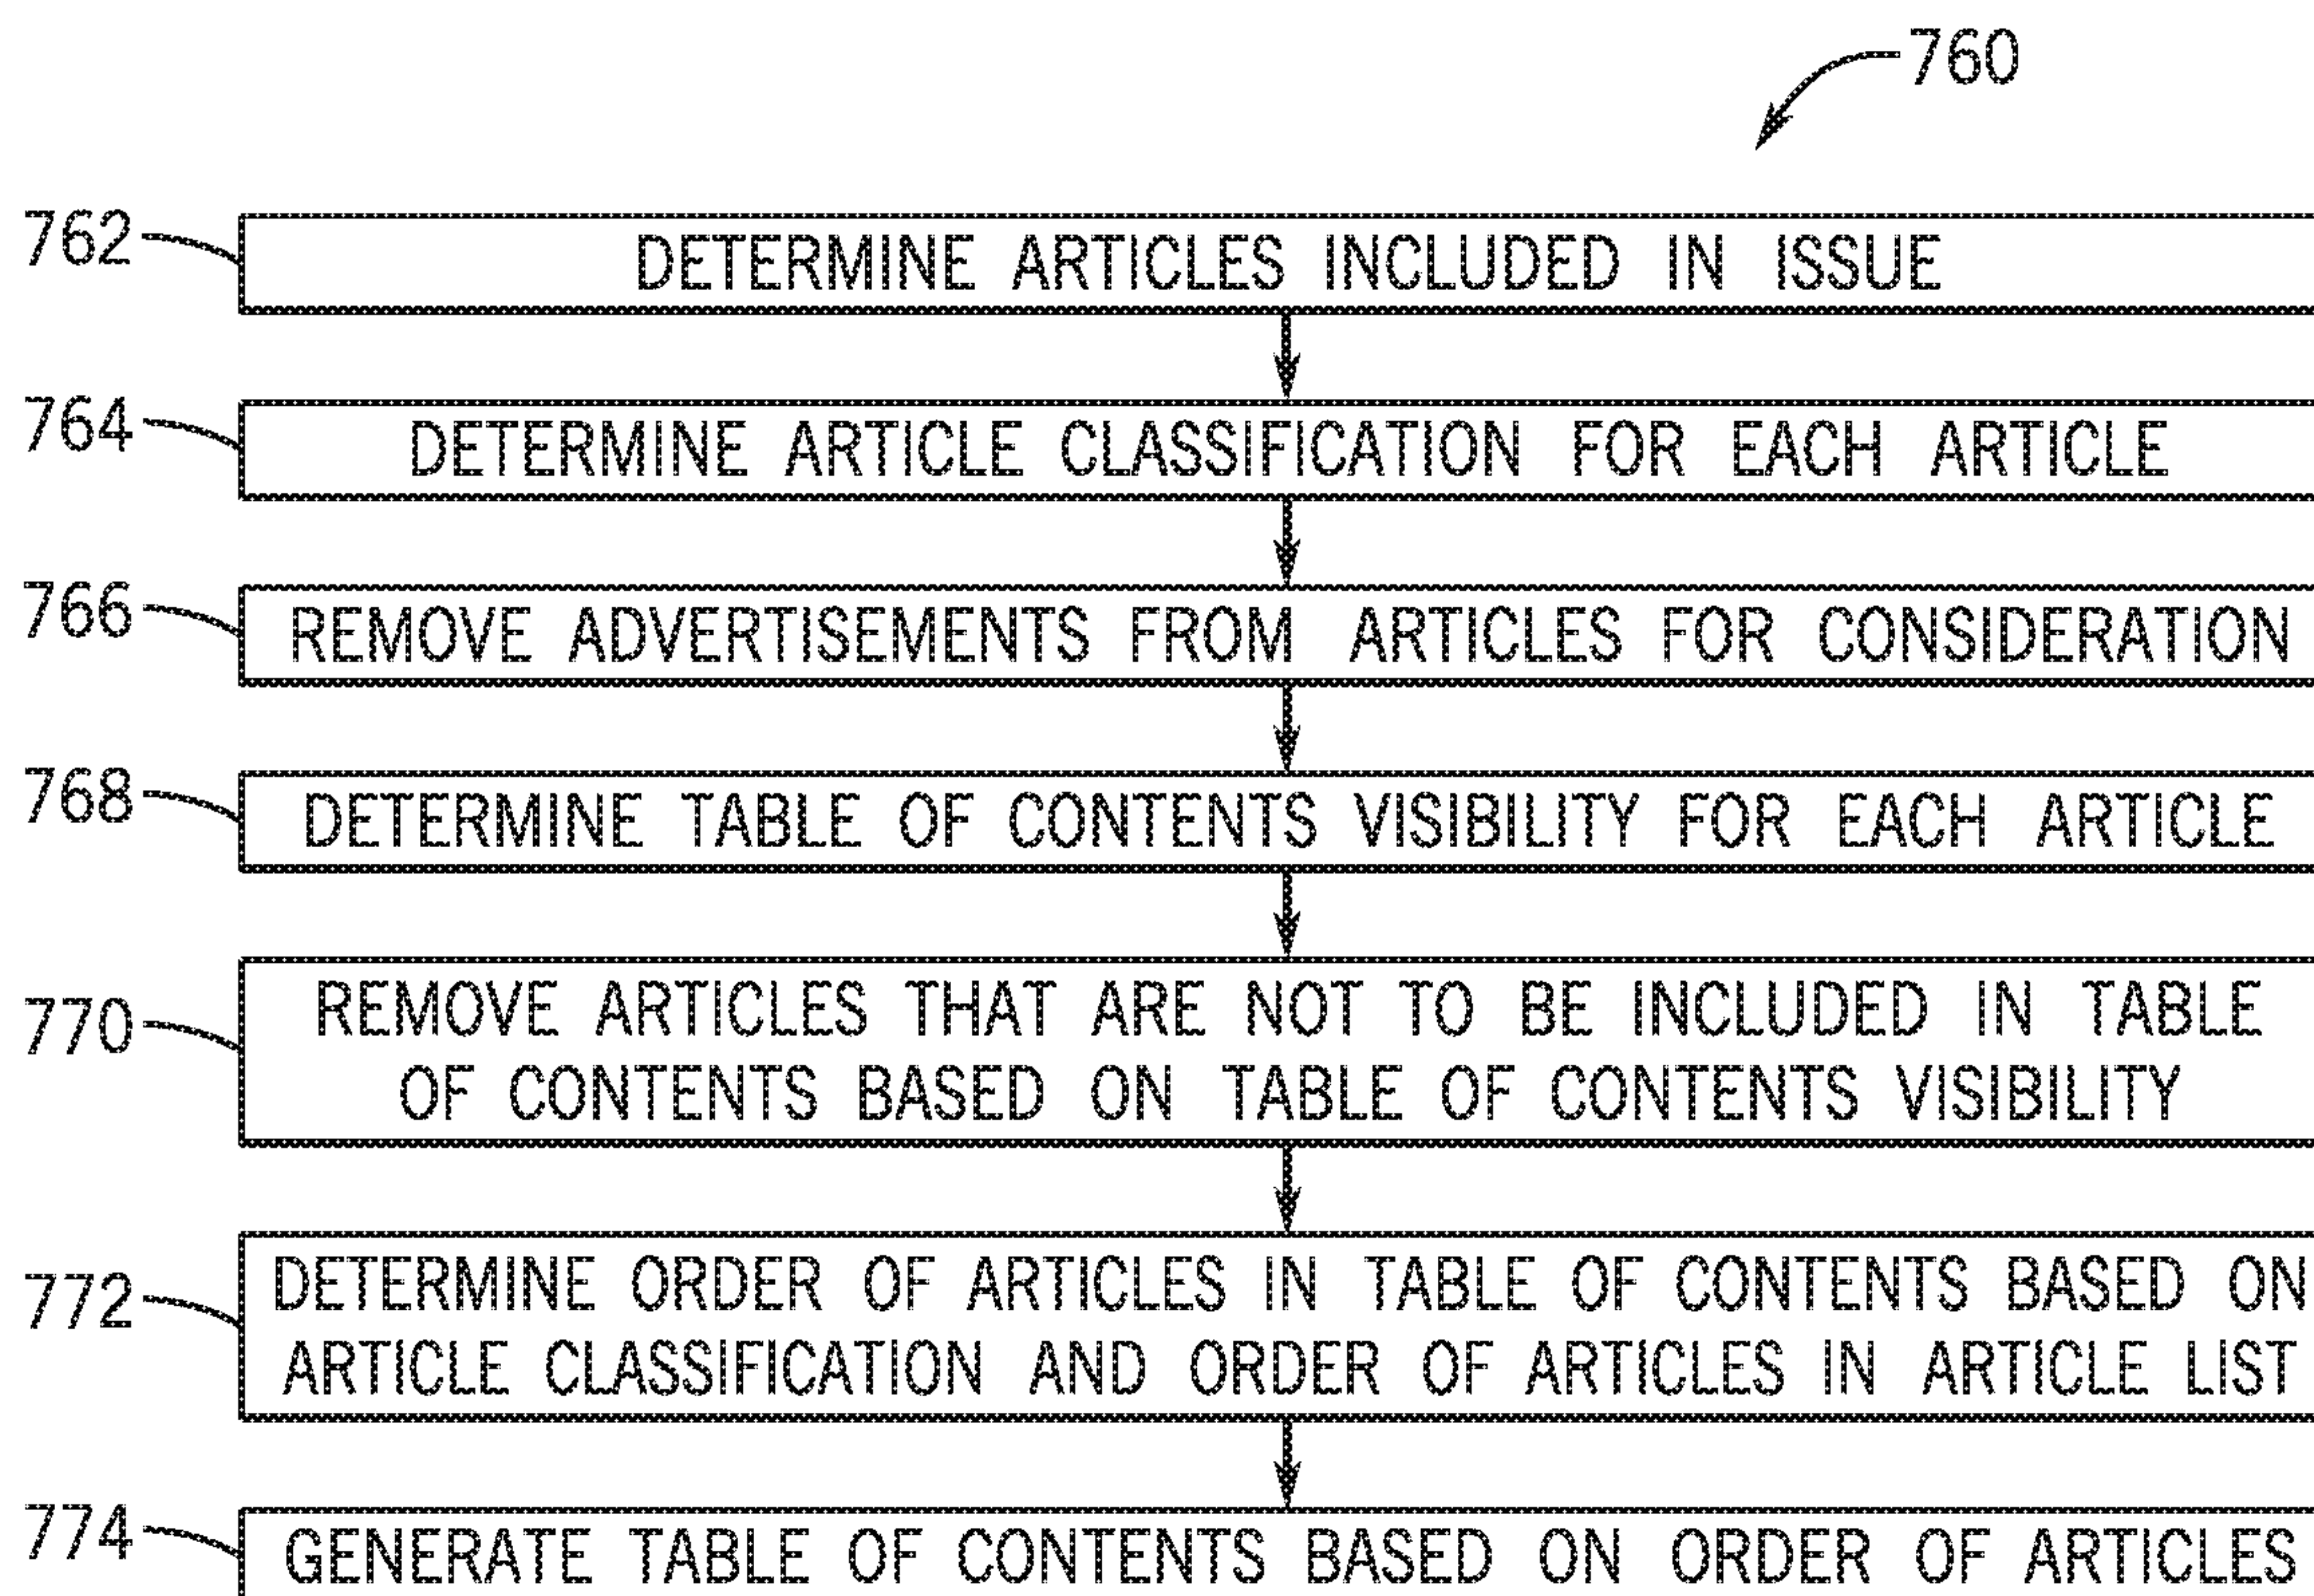 760
762 DETERMINE ARTICLES INCLUDED IN ISSUE
764 DETERMINE ARTICLE CLASSIFICATION FOR EACH ARTICLE
766 REMOVE ADVERTISEMENTS FROM ARTICLES FOR CONSIDERATION
768 DETERMINE TABLE OF CONTENTS VISIBILITY FOR EACH ARTICLE
770 REMOVE ARTICLES THAT ARE NOT TO BE INCLUDED IN TABLE
OF CONTENTS BASED ON TABLE OF CONTENTS VISIBILITY
772 DETERMINE ORDER OF ARTICLES IN TABLE OF CONTENTS BASED ON
ARTICLE CLASSIFICATION AND ORDER OF ARTICLES IN ARTICLE LIST
774 GENERATE TABLE OF CONTENTS BASED ON ORDER OF ARTICLES